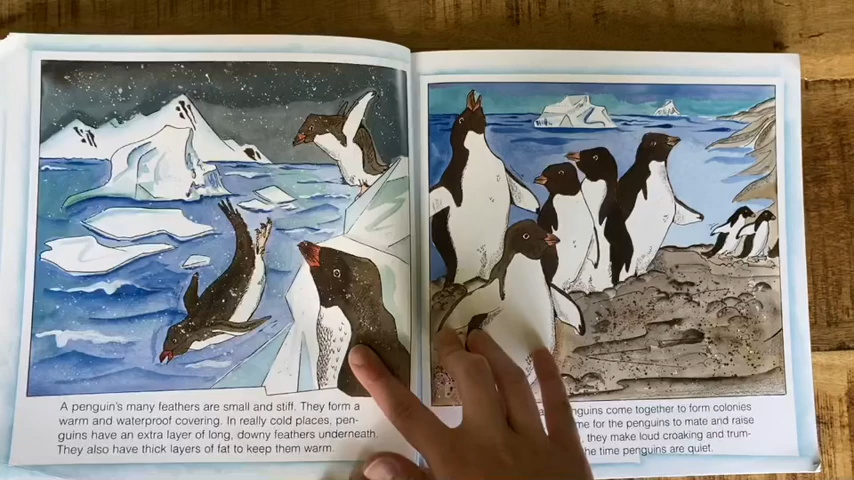 A penguin's many feathers are small and stiff. They form a
warm and waterproof covering. In really cold places, pen-
guins have an extra layer of long, downy feathers underneath.
They also have thick layers of fat to keep them warm.
nguins come together to form colonies
me for the penguins to mate and raise
, they make loud croaking and trum-
he time penguins are quiet.